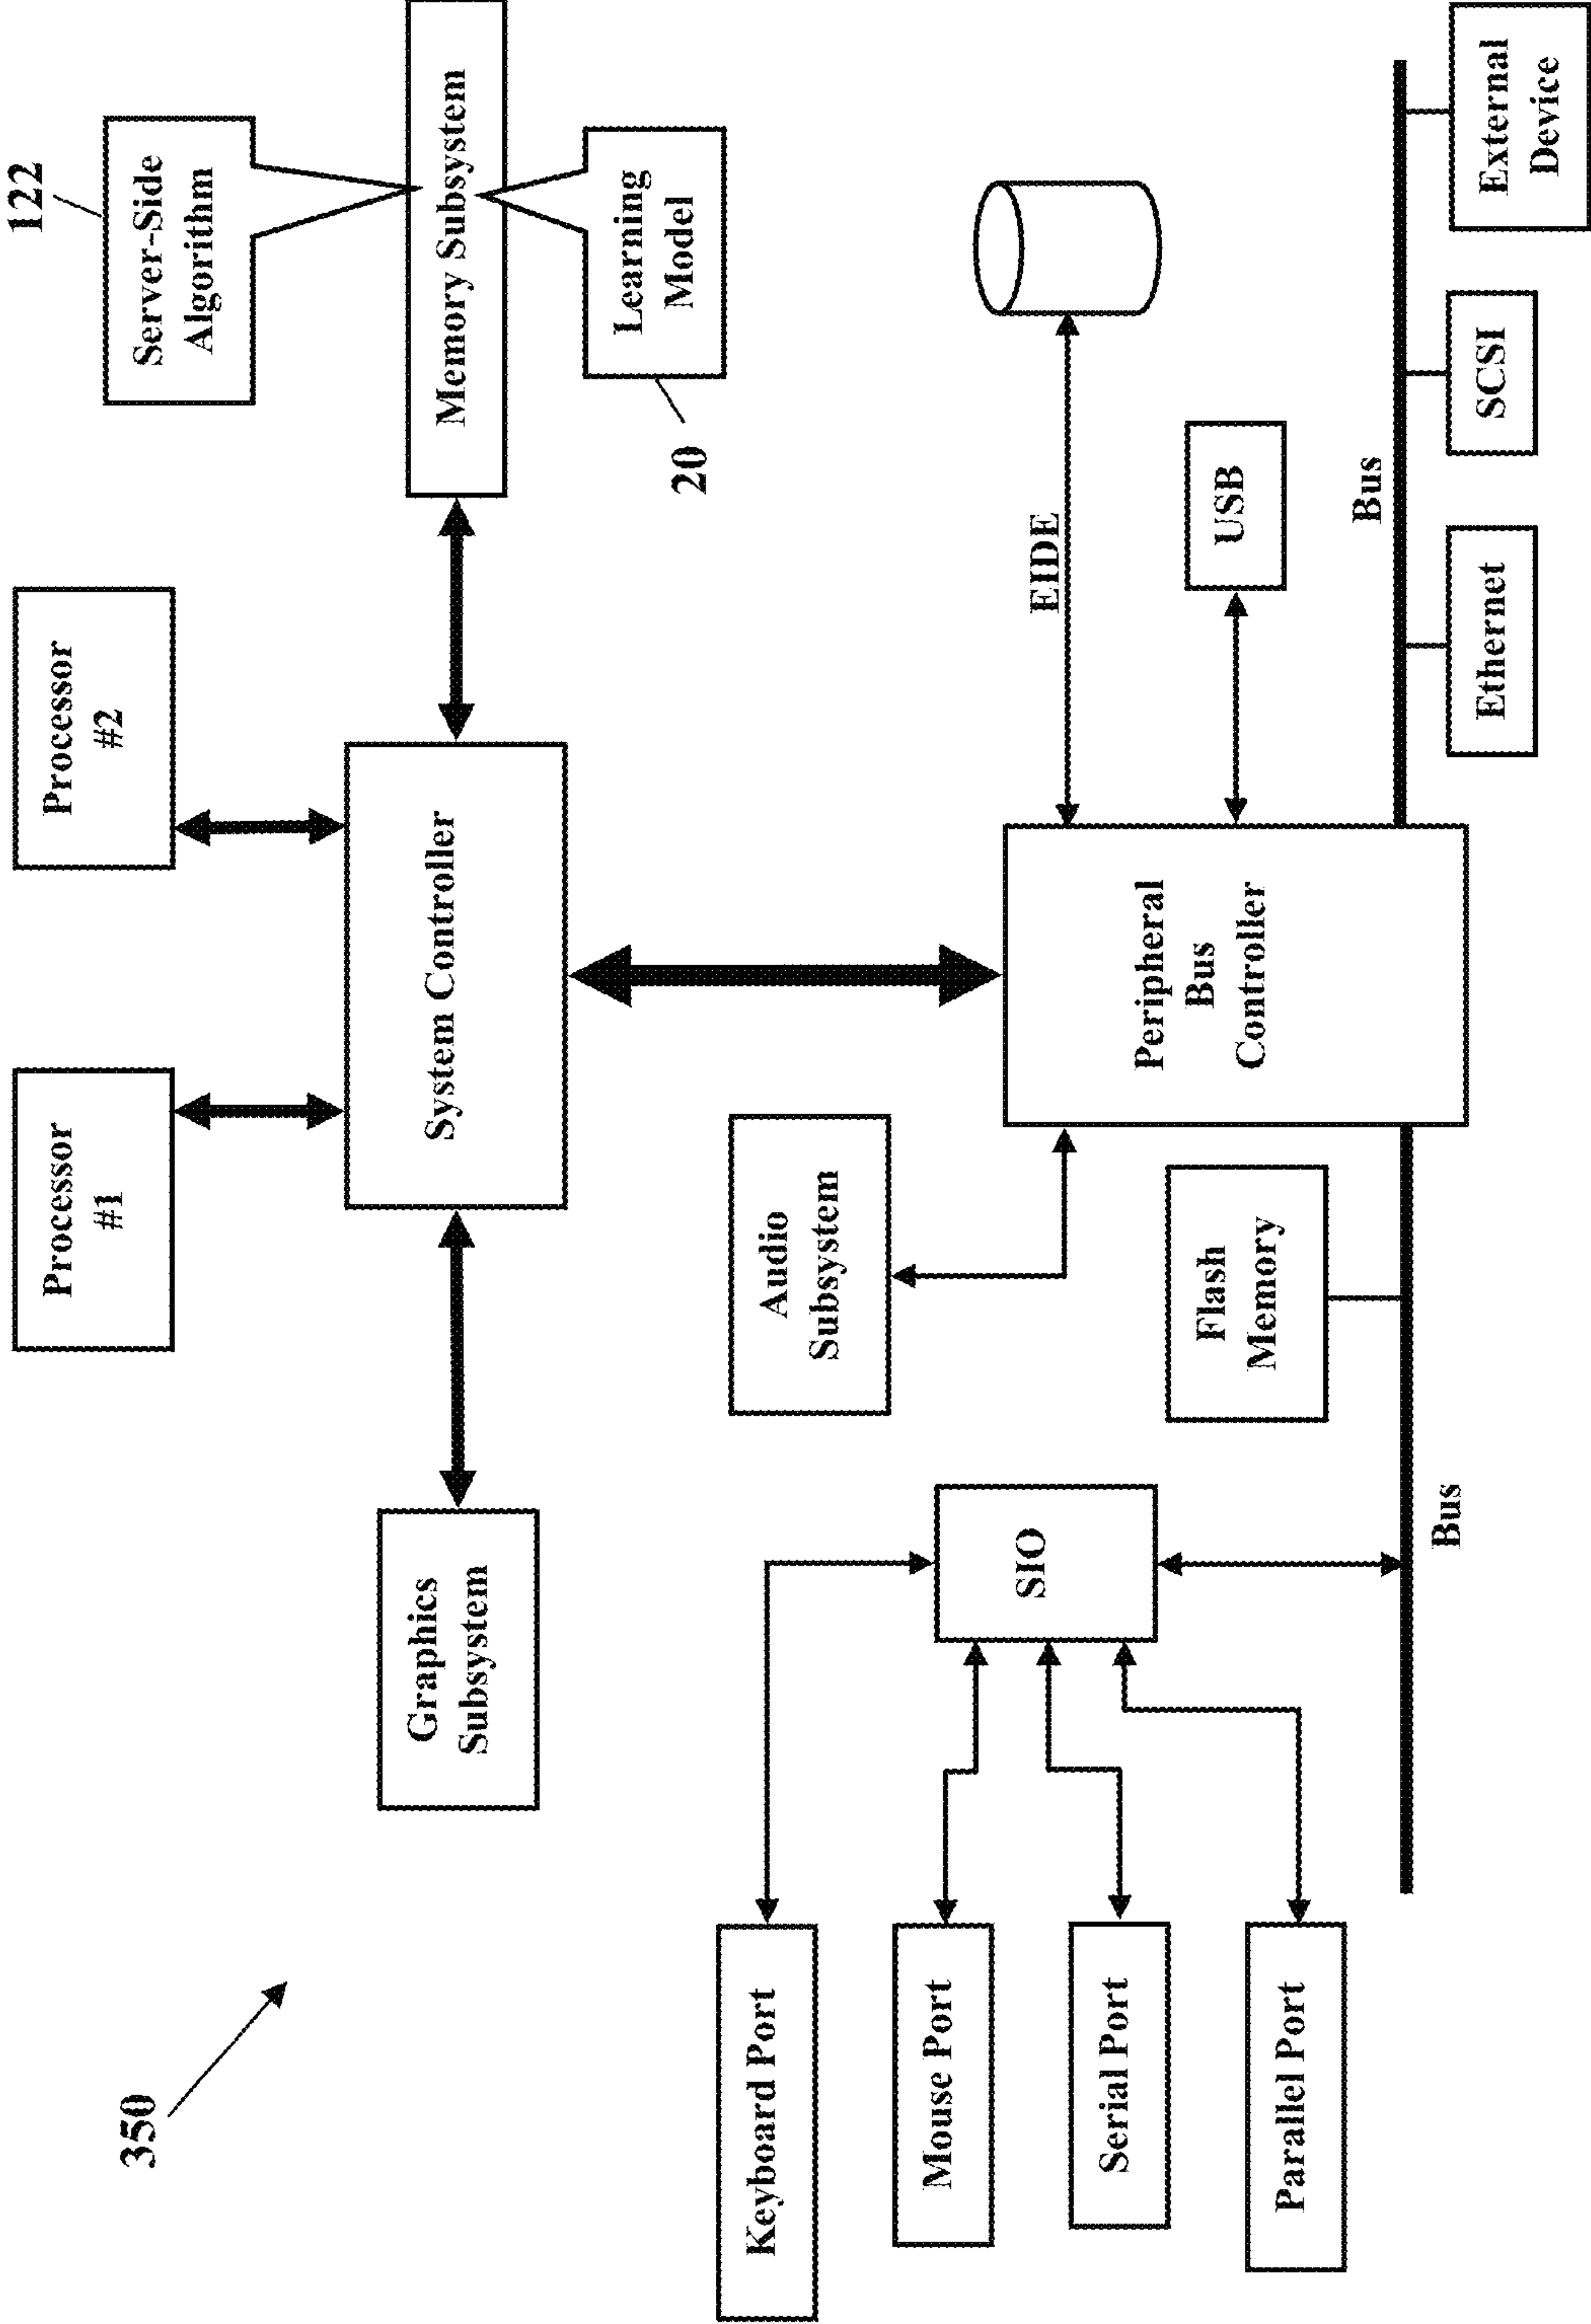 350
122
Processor
#1
Processor
#2
Server-Side
Algorithm
Graphics
Subsystem
System Controller
Memory Subsystem
Learning
Model
20
Keyboard Port
Mouse Port
Serial Port
Parallel Port
SIO
Audio
Subsystem
Flash
Memory
Peripheral
Bus
Controller
EIDE
USB
Bus
Bus
Ethernet
SCSI
External
Device